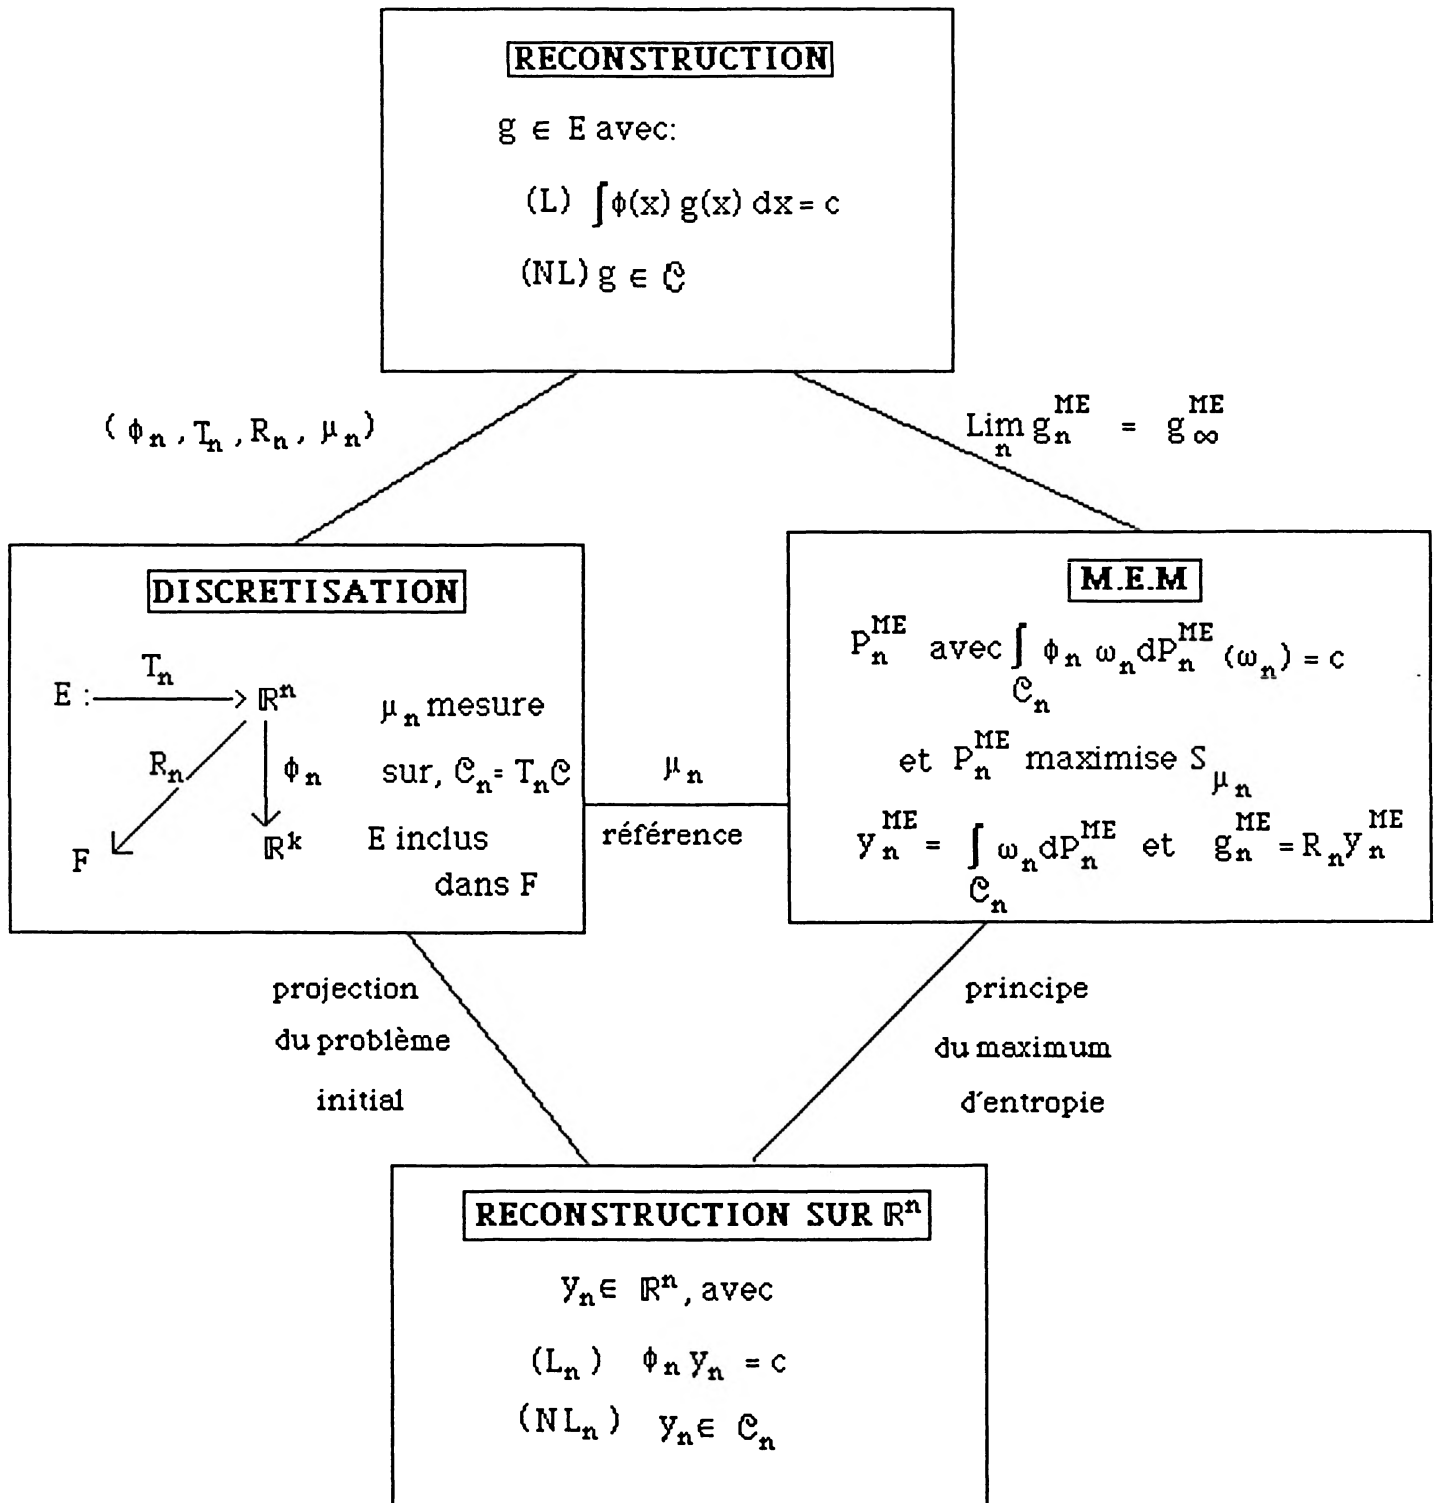 RECONSTRUCTION
g ∈ E avec:
(L) ∫ϕ(x) g(x) dx = c
(NL) g ∈ 𝒞
(ϕₙ, Tₙ, Rₙ, μₙ)
Lim gₙᴹᴱ = g∞ᴹᴱ
n
DISCRETISATION
Tₙ
E : ℝⁿ
μₙ mesure
Rₙ ϕₙ
sur, 𝒞ₙ = Tₙ𝒞
F ℝᵏ
E inclus
dans F
μₙ
référence
M.E.M
Pₙᴹᴱ avec ∫ ϕₙ ωₙ dPₙᴹᴱ (ωₙ) = c
𝒞ₙ
et Pₙᴹᴱ maximise S_μₙ
yₙᴹᴱ = ∫ ωₙ dPₙᴹᴱ et gₙᴹᴱ = Rₙ yₙᴹᴱ
𝒞ₙ
projection
du problème
initial
principe
du maximum
d'entropie
RECONSTRUCTION SUR ℝⁿ
yₙ ∈ ℝⁿ, avec
(Lₙ) ϕₙ yₙ = c
(NLₙ) yₙ ∈ 𝒞ₙ